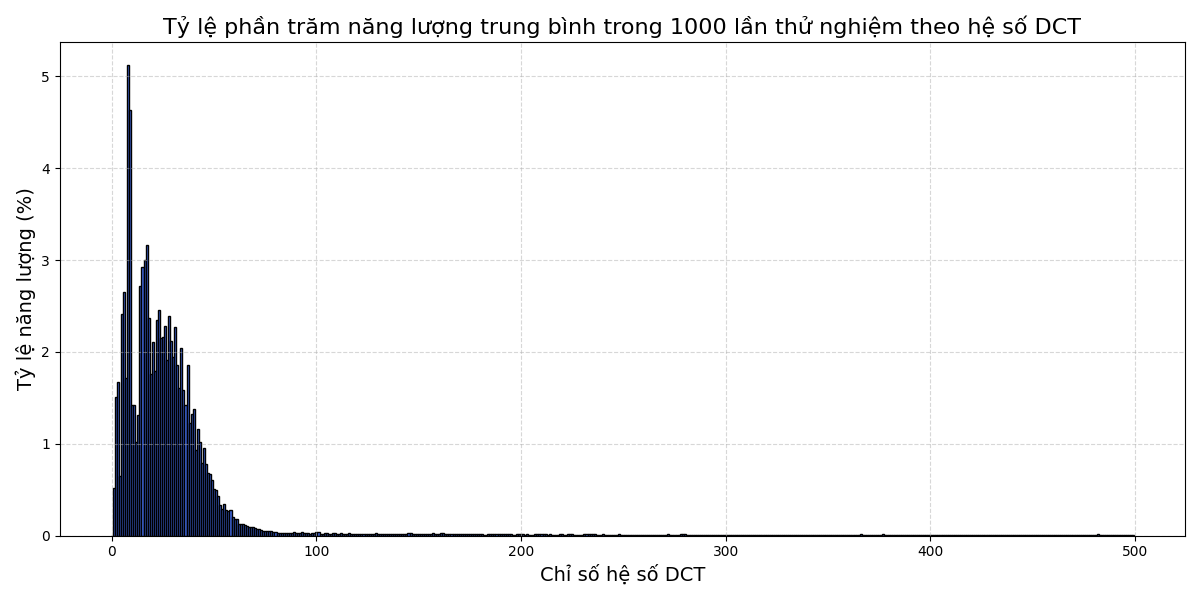 Tỷ lệ phần trăm năng lượng trung bình trong 1000 lần thử nghiệm theo hệ số DCT
Tỷ lệ năng lượng (%)
5
4
3
2
1
0
0 100 200 300 400 500
Chỉ số hệ số DCT